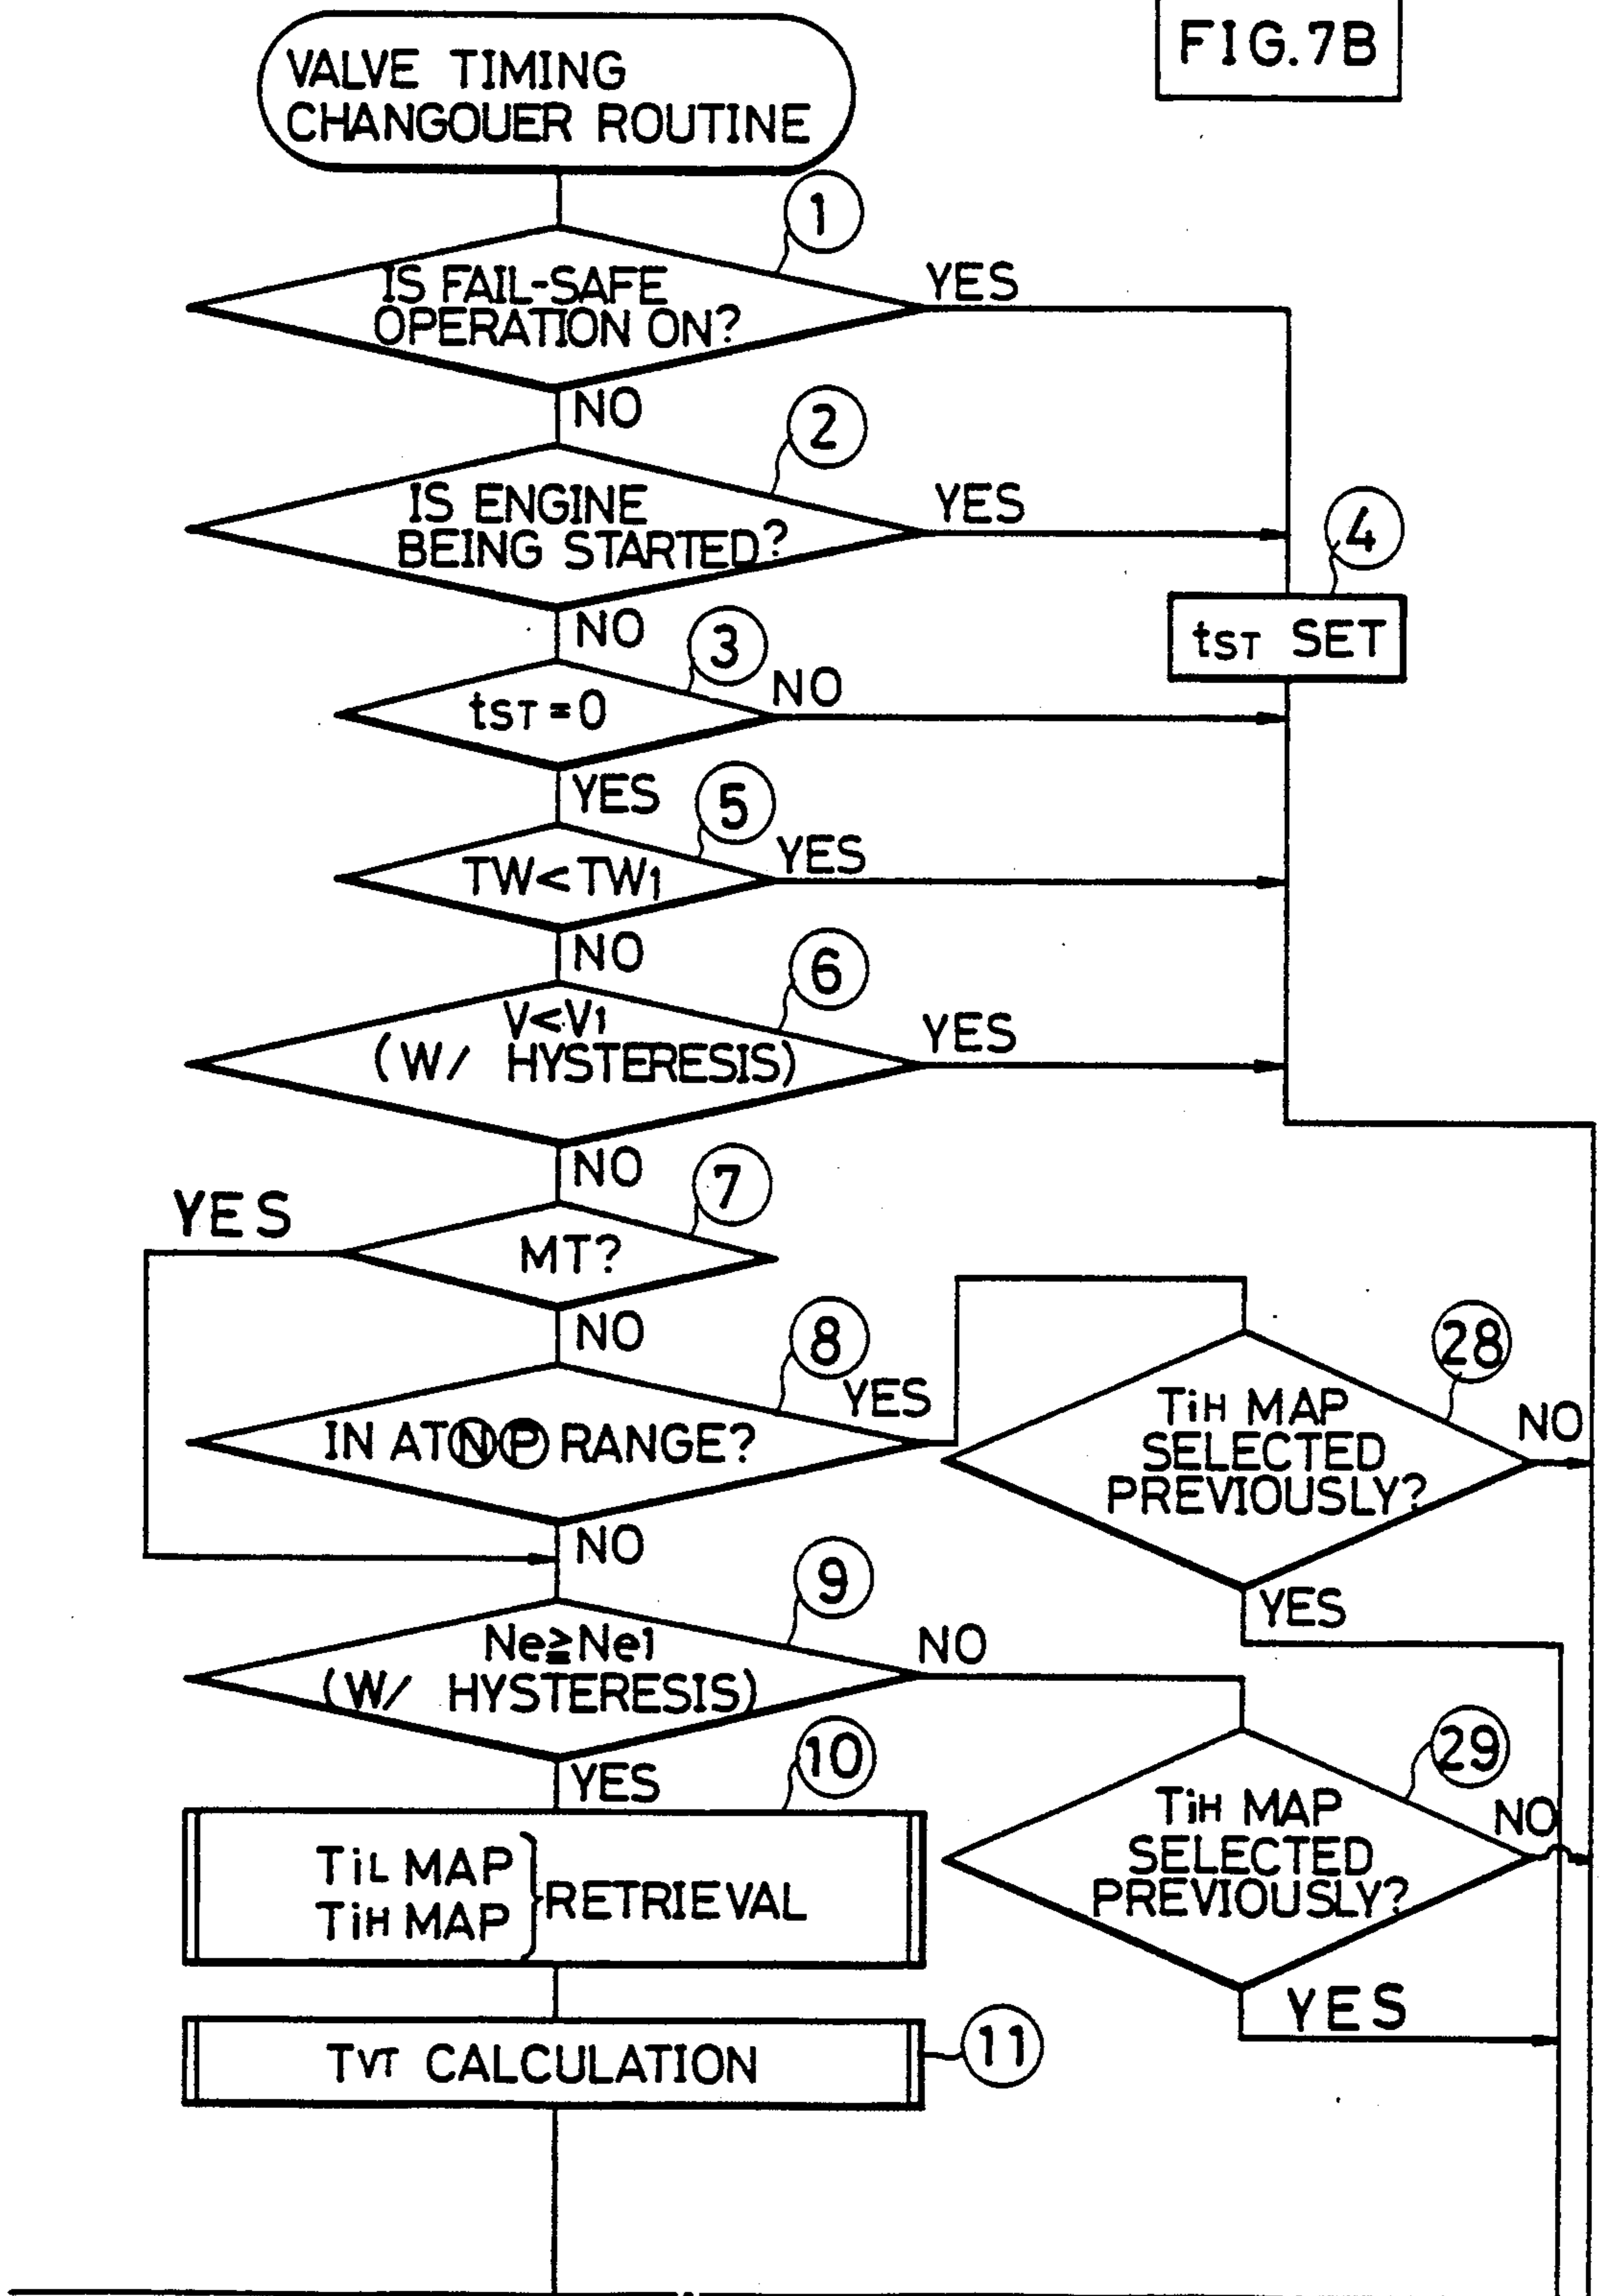 FIG.7B
VALVE TIMING
CHANGOUER ROUTINE
1
IS FAIL-SAFE
OPERATION ON?
YES
NO
2
IS ENGINE
BEING STARTED?
YES
4
tST SET
NO
3
tST=0
NO
YES
5
TW<TW1
YES
NO
6
V<V1
(W/ HYSTERESIS)
YES
NO
7
YES
MT?
NO
8
IN AT Ⓝ Ⓟ RANGE?
YES
28
TiH MAP
SELECTED
PREVIOUSLY?
NO
YES
NO
9
Ne≧Ne1
(W/ HYSTERESIS)
NO
YES
10
TiL MAP
TiH MAP
RETRIEVAL
29
TiH MAP
SELECTED
PREVIOUSLY?
NO
YES
TVT CALCULATION
11